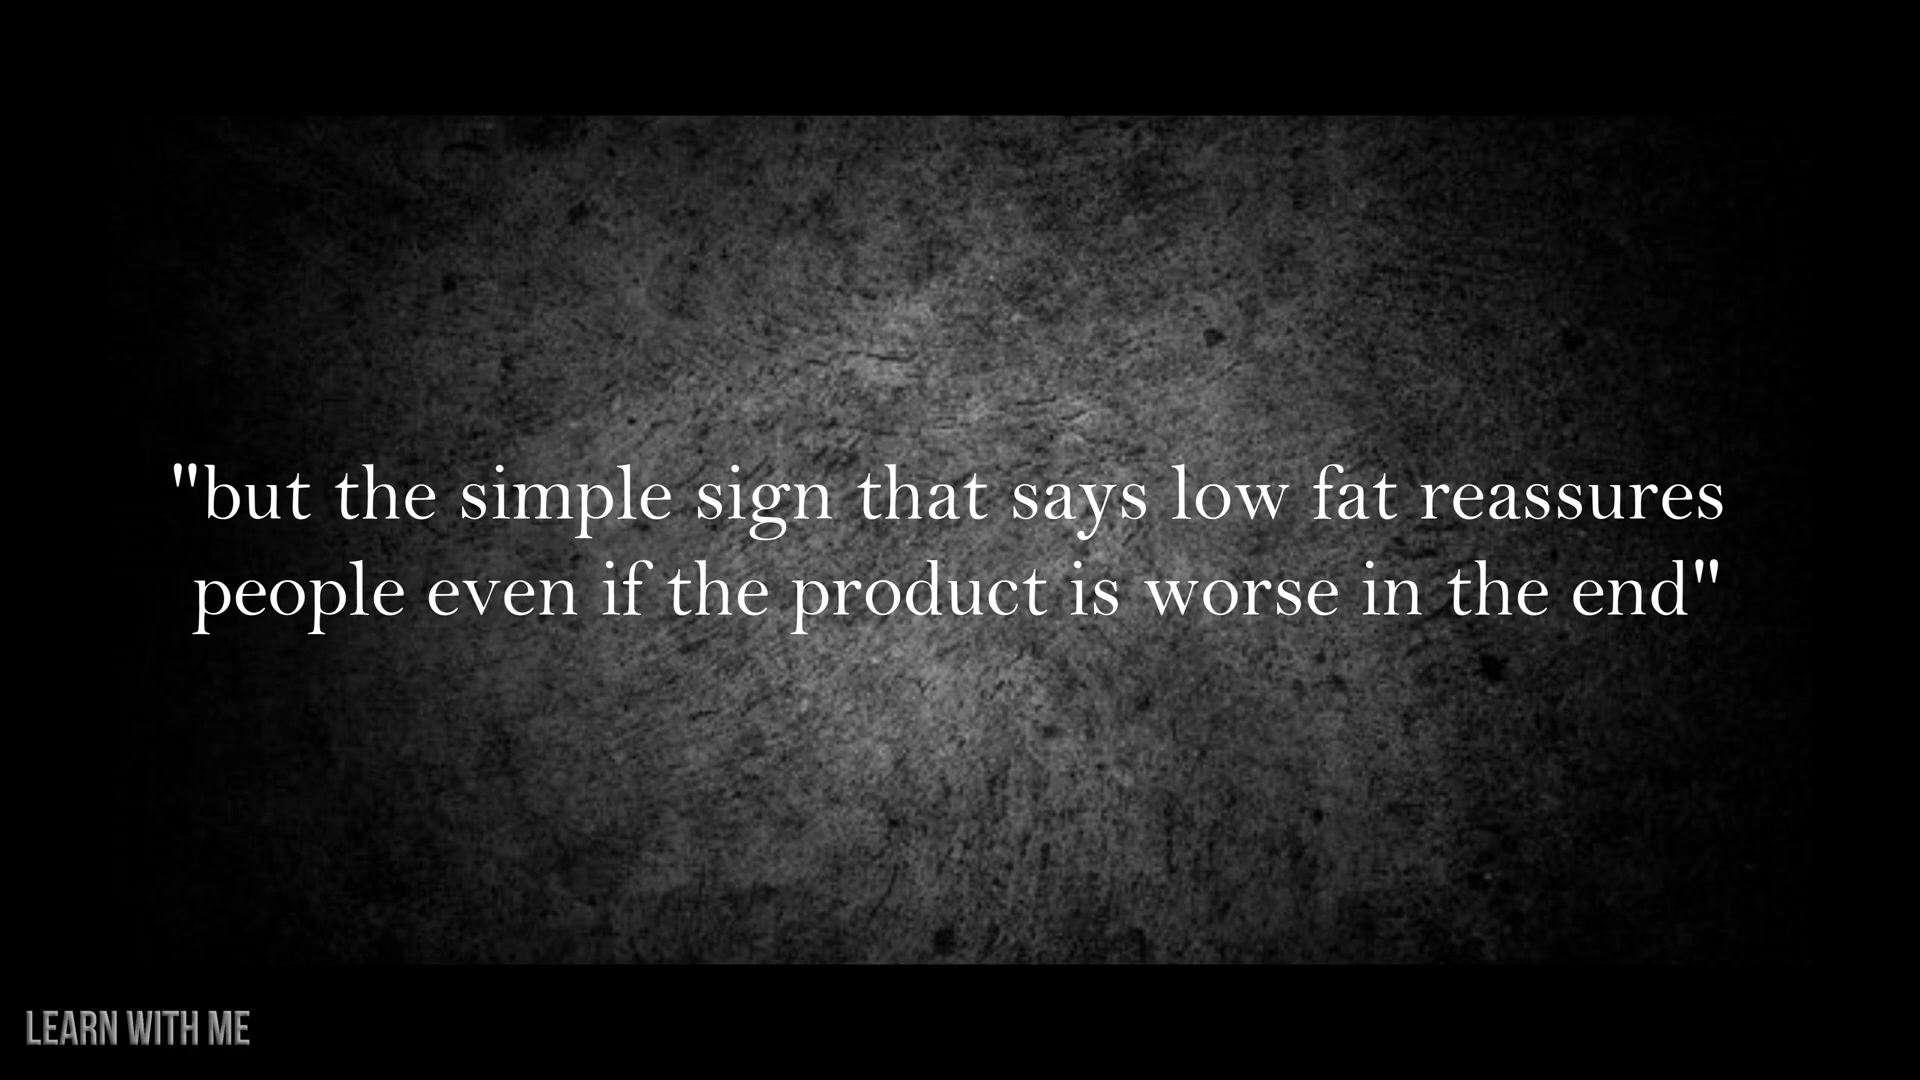 "but the simple sign that says low fat reassures
people even if the product is worse in the end"
LEARN WITH ME